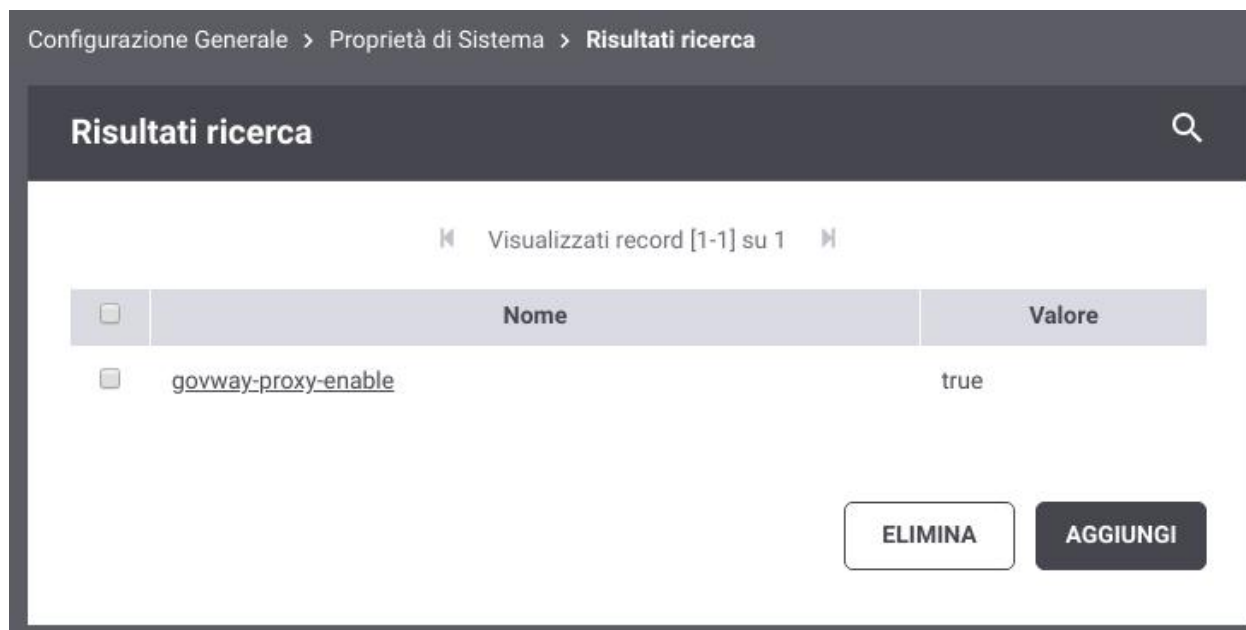 Configurazione Generale > Proprietà di Sistema > Risultati ricerca
Risultati ricerca
Visualizzati record [1-1] su 1
Nome Valore
govway-proxy-enable true
ELIMINA AGGIUNGI